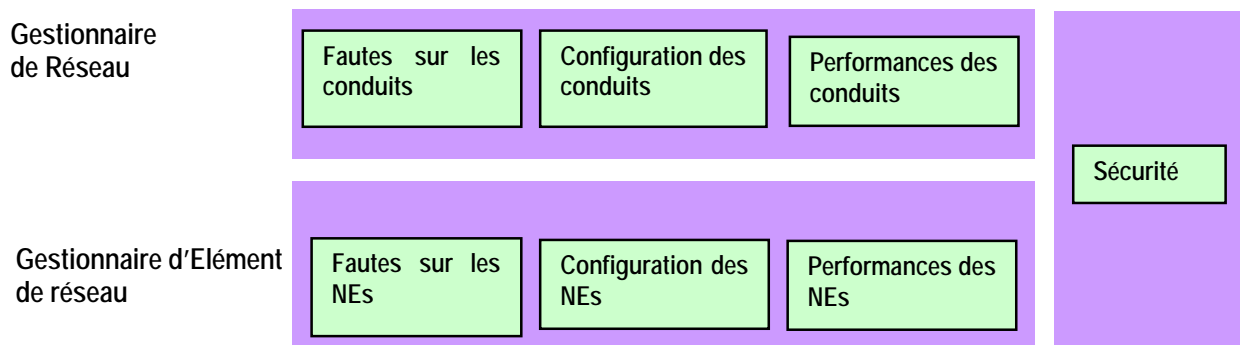 Gestionnaire
de Réseau
Fautes sur les
conduits
Configuration des
conduits
Performances des
conduits
Sécurité
Gestionnaire d'Elément
de réseau
Fautes sur les
NEs
Configuration des
NEs
Performances des
NEs